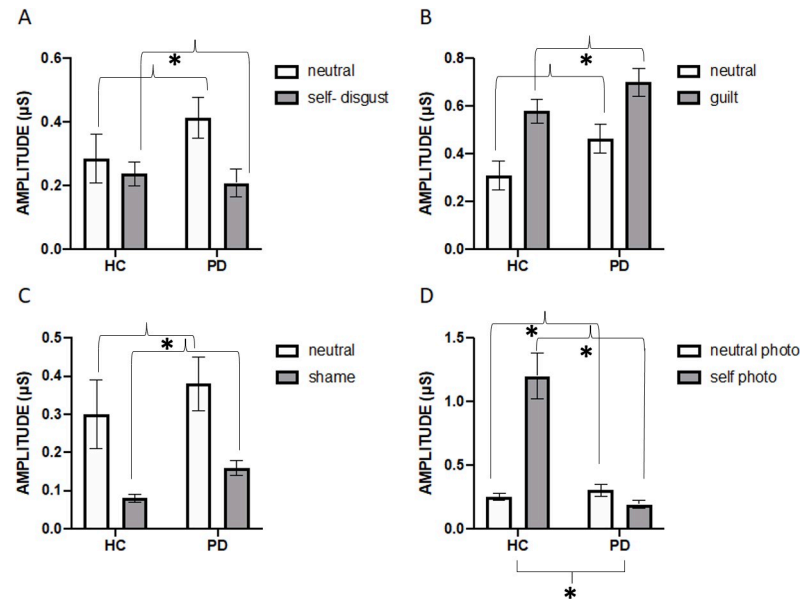 A
AMPLITUDE (µS)
0.6
0.4
0.2
0.0
*
HC
PD
neutral
self- disgust
B
AMPLITUDE (µS)
0.8
0.6
0.4
0.2
0.0
*
HC
PD
neutral
guilt
C
AMPLITUDE (µS)
0.5
0.4
0.3
0.2
0.1
0.0
*
HC
PD
neutral
shame
D
AMPLITUDE (µS)
1.5
1.0
0.5
0.0
*
*
HC
PD
*
neutral photo
self photo